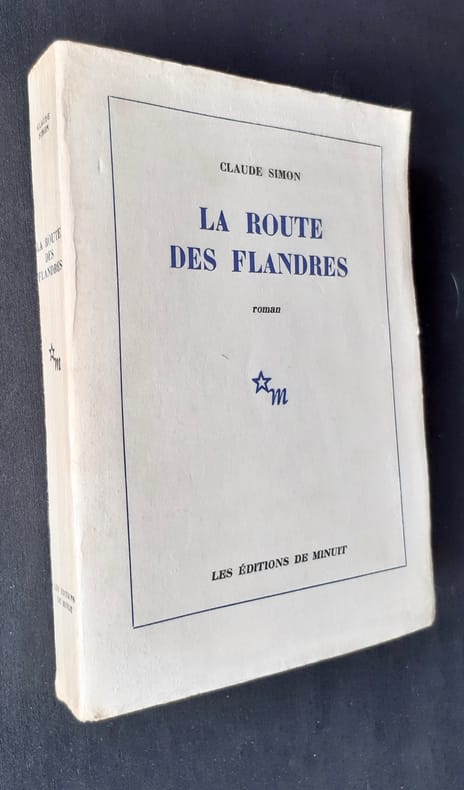 CLAUDE SIMON
LA ROUTE
DES FLANDRES
roman
m
LES ÉDITIONS DE MINUIT
CLAUDE
SIMON
LA ROUTE
DES
FLANDRES
m